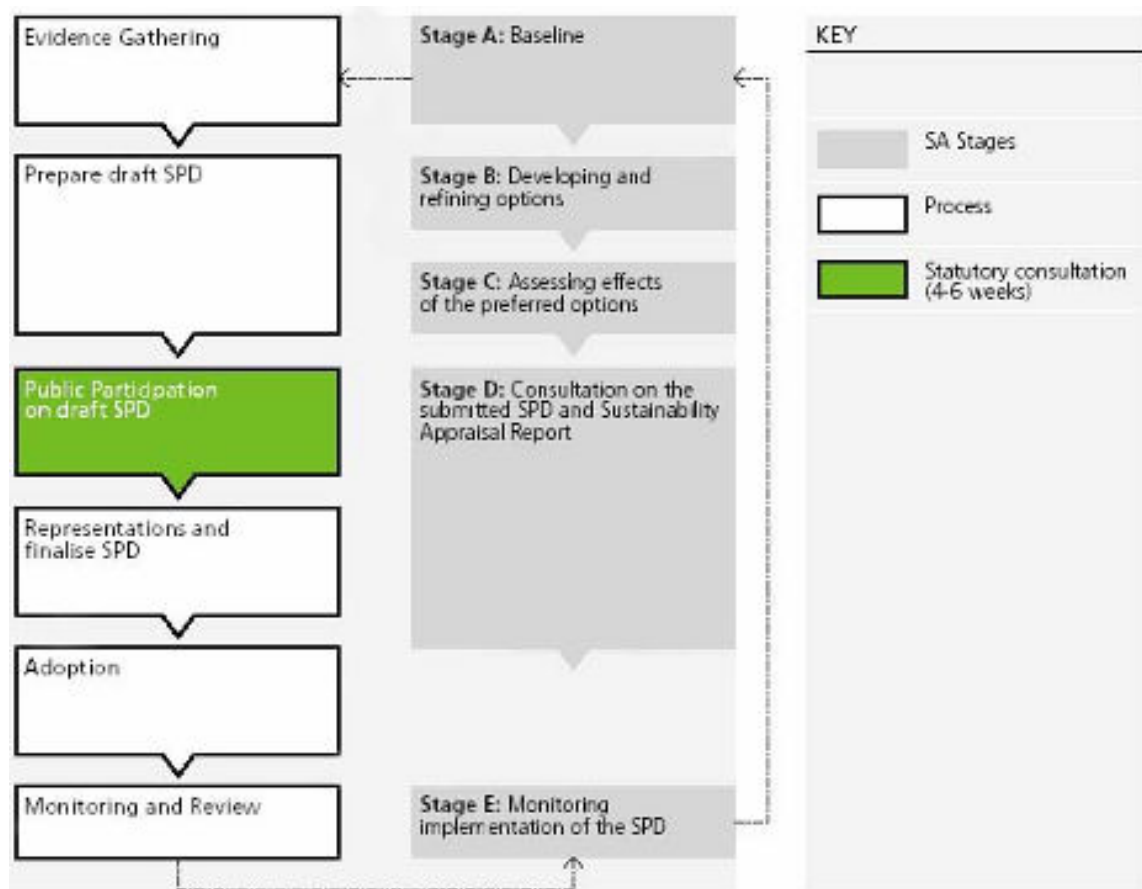 Evidence Gathering
Prepare draft SPD
Public Participation
on draft SPD
Representations and
finalise SPD
Adoption
Monitoring and Review
Stage A: Baseline
Stage B: Developing and
refining options
Stage C: Assessing effects
of the preferred options
Stage D: Consultation on the
submitted SPD and Sustainability
Appraisal Report
Stage E: Monitoring
implementation of the SPD
KEY
SA Stages
Process
Statutory consultation
(4-6 weeks)